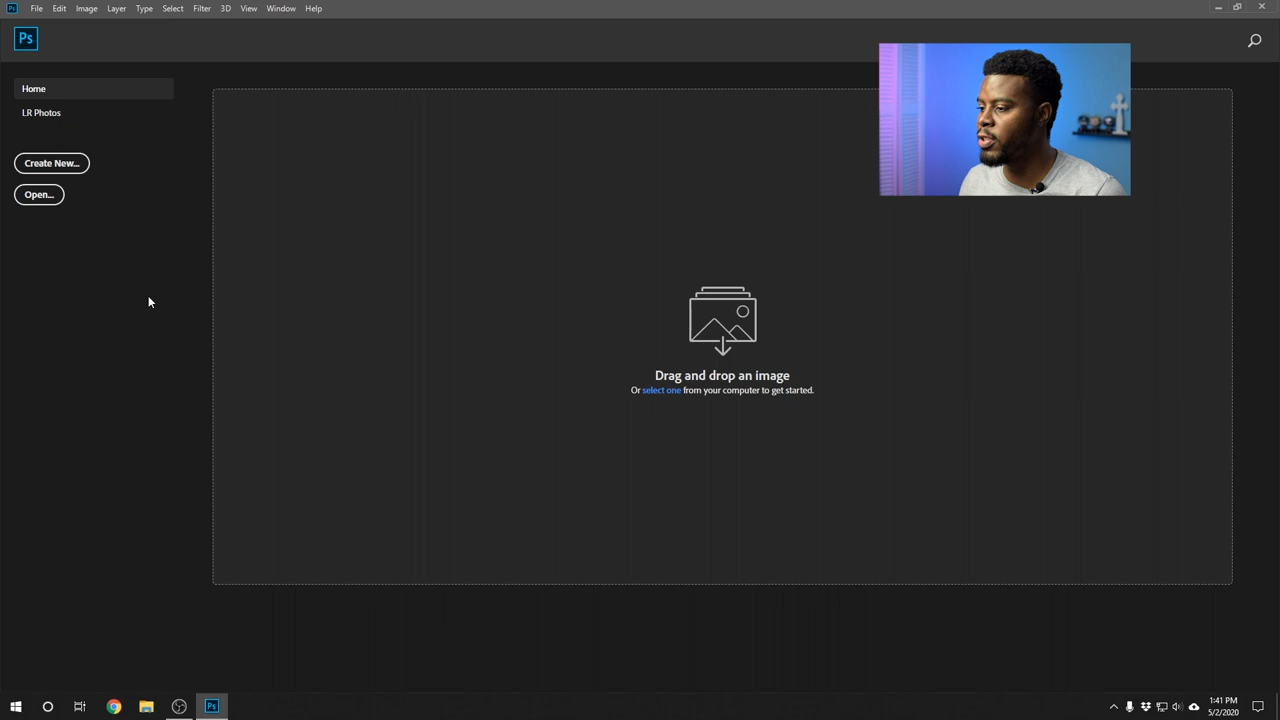 Ps File Edit Image Layer Type Select Filter 3D View Window Help
Ps
Home
LR Photos
Create New...
Open...
Drag and drop an image
Or select one from your computer to get started.
Ps
1:41 PM
5/2/2020